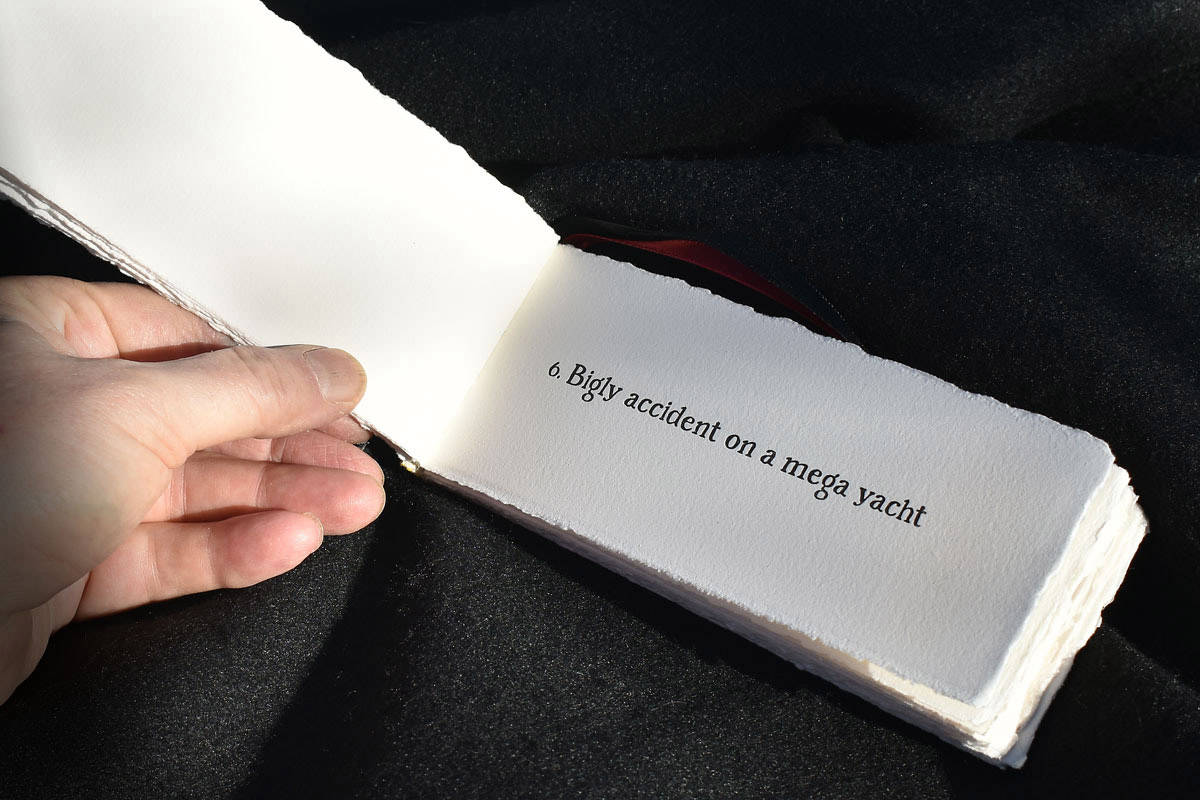 6. Bigly accident on a mega yacht